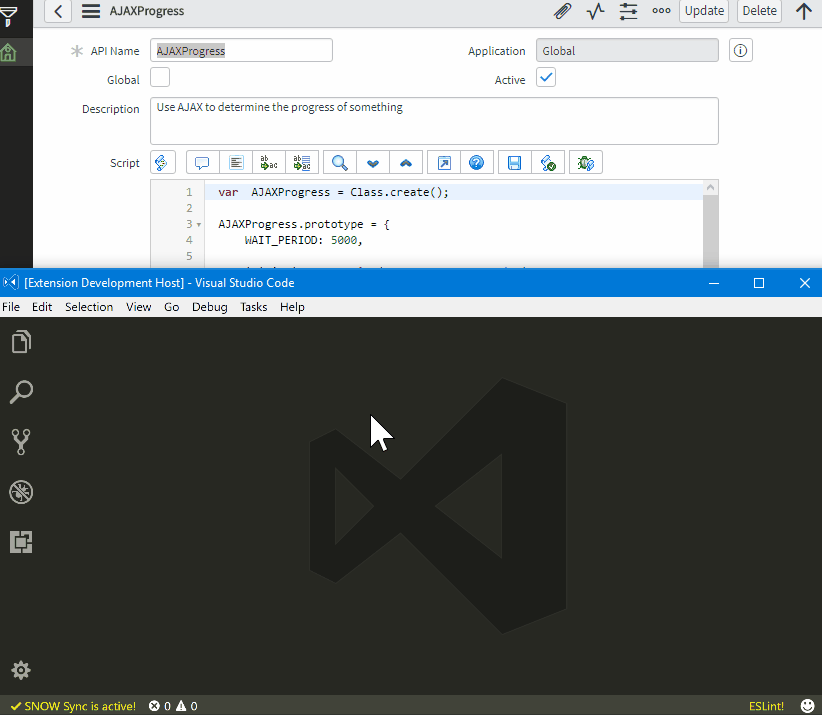 AJAXProgress
Update
Delete
API Name
AJAXProgress
Application
Global
Global
Active
Description
Use AJAX to determine the progress of something
Script
1 var AJAXProgress = Class.create();
2
3 AJAXProgress.prototype = {
4 WAIT_PERIOD: 5000,
5
[Extension Development Host] - Visual Studio Code
File Edit Selection View Go Debug Tasks Help
SNOW Sync is active! 0 0 ESLint!